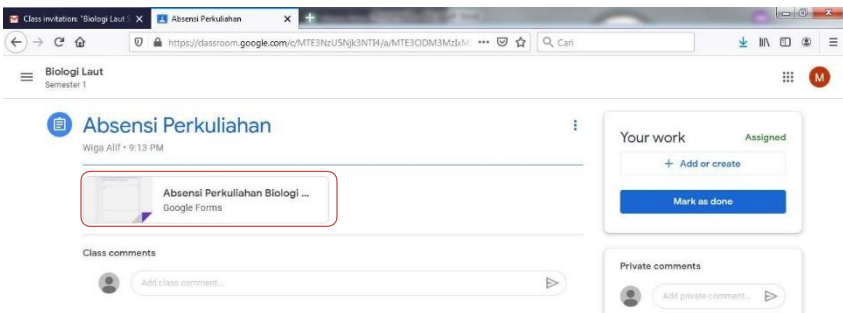 Class invitation: "Biologi Laut S
Absensi Perkuliahan
https://classroom.google.com/c/
Cari
Biologi Laut
Semester 1
M
Absensi Perkuliahan
Wiga Alif • 9:13 PM
Absensi Perkuliahan Biologi ...
Google Forms
Class comments
Add class comment...
Your work
Assigned
+ Add or create
Mark as done
Private comments
Add private comment...